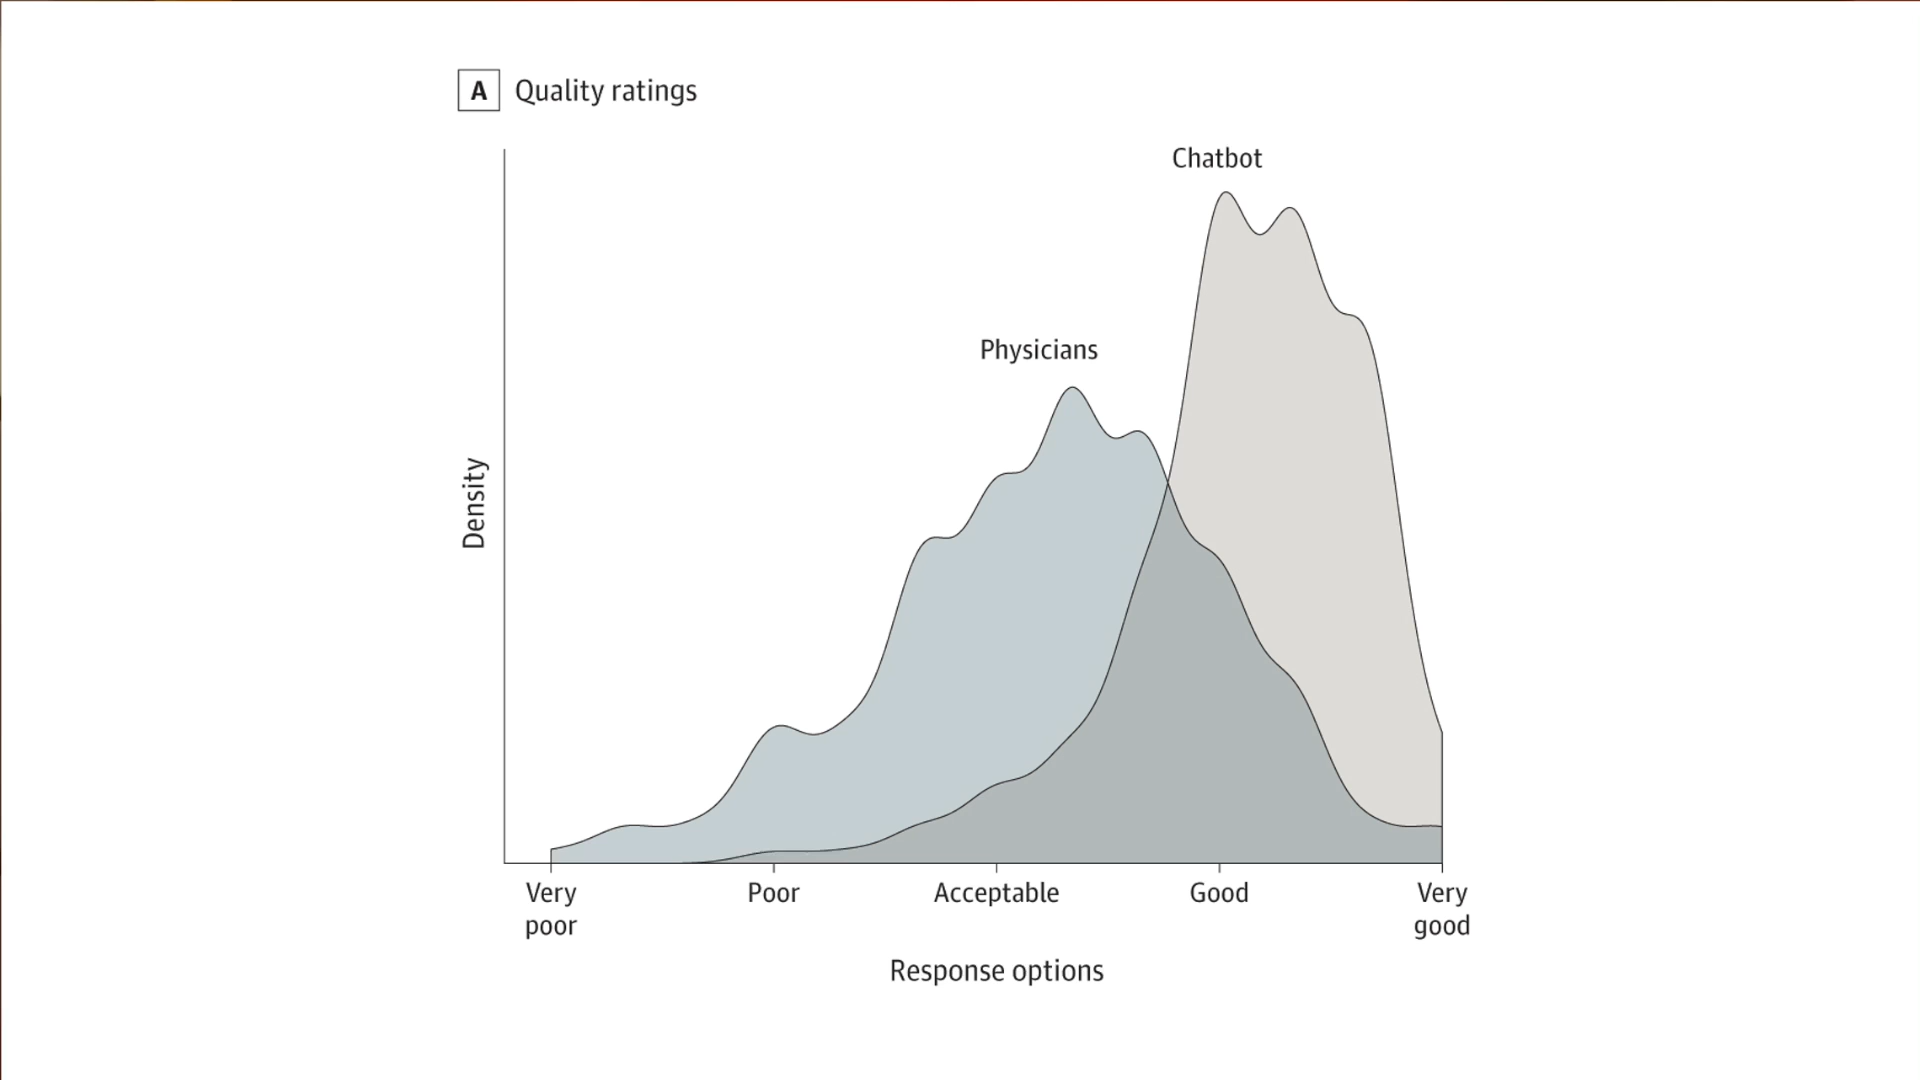 A Quality ratings
Chatbot
Physicians
Density
Very poor
Poor
Acceptable
Good
Very good
Response options